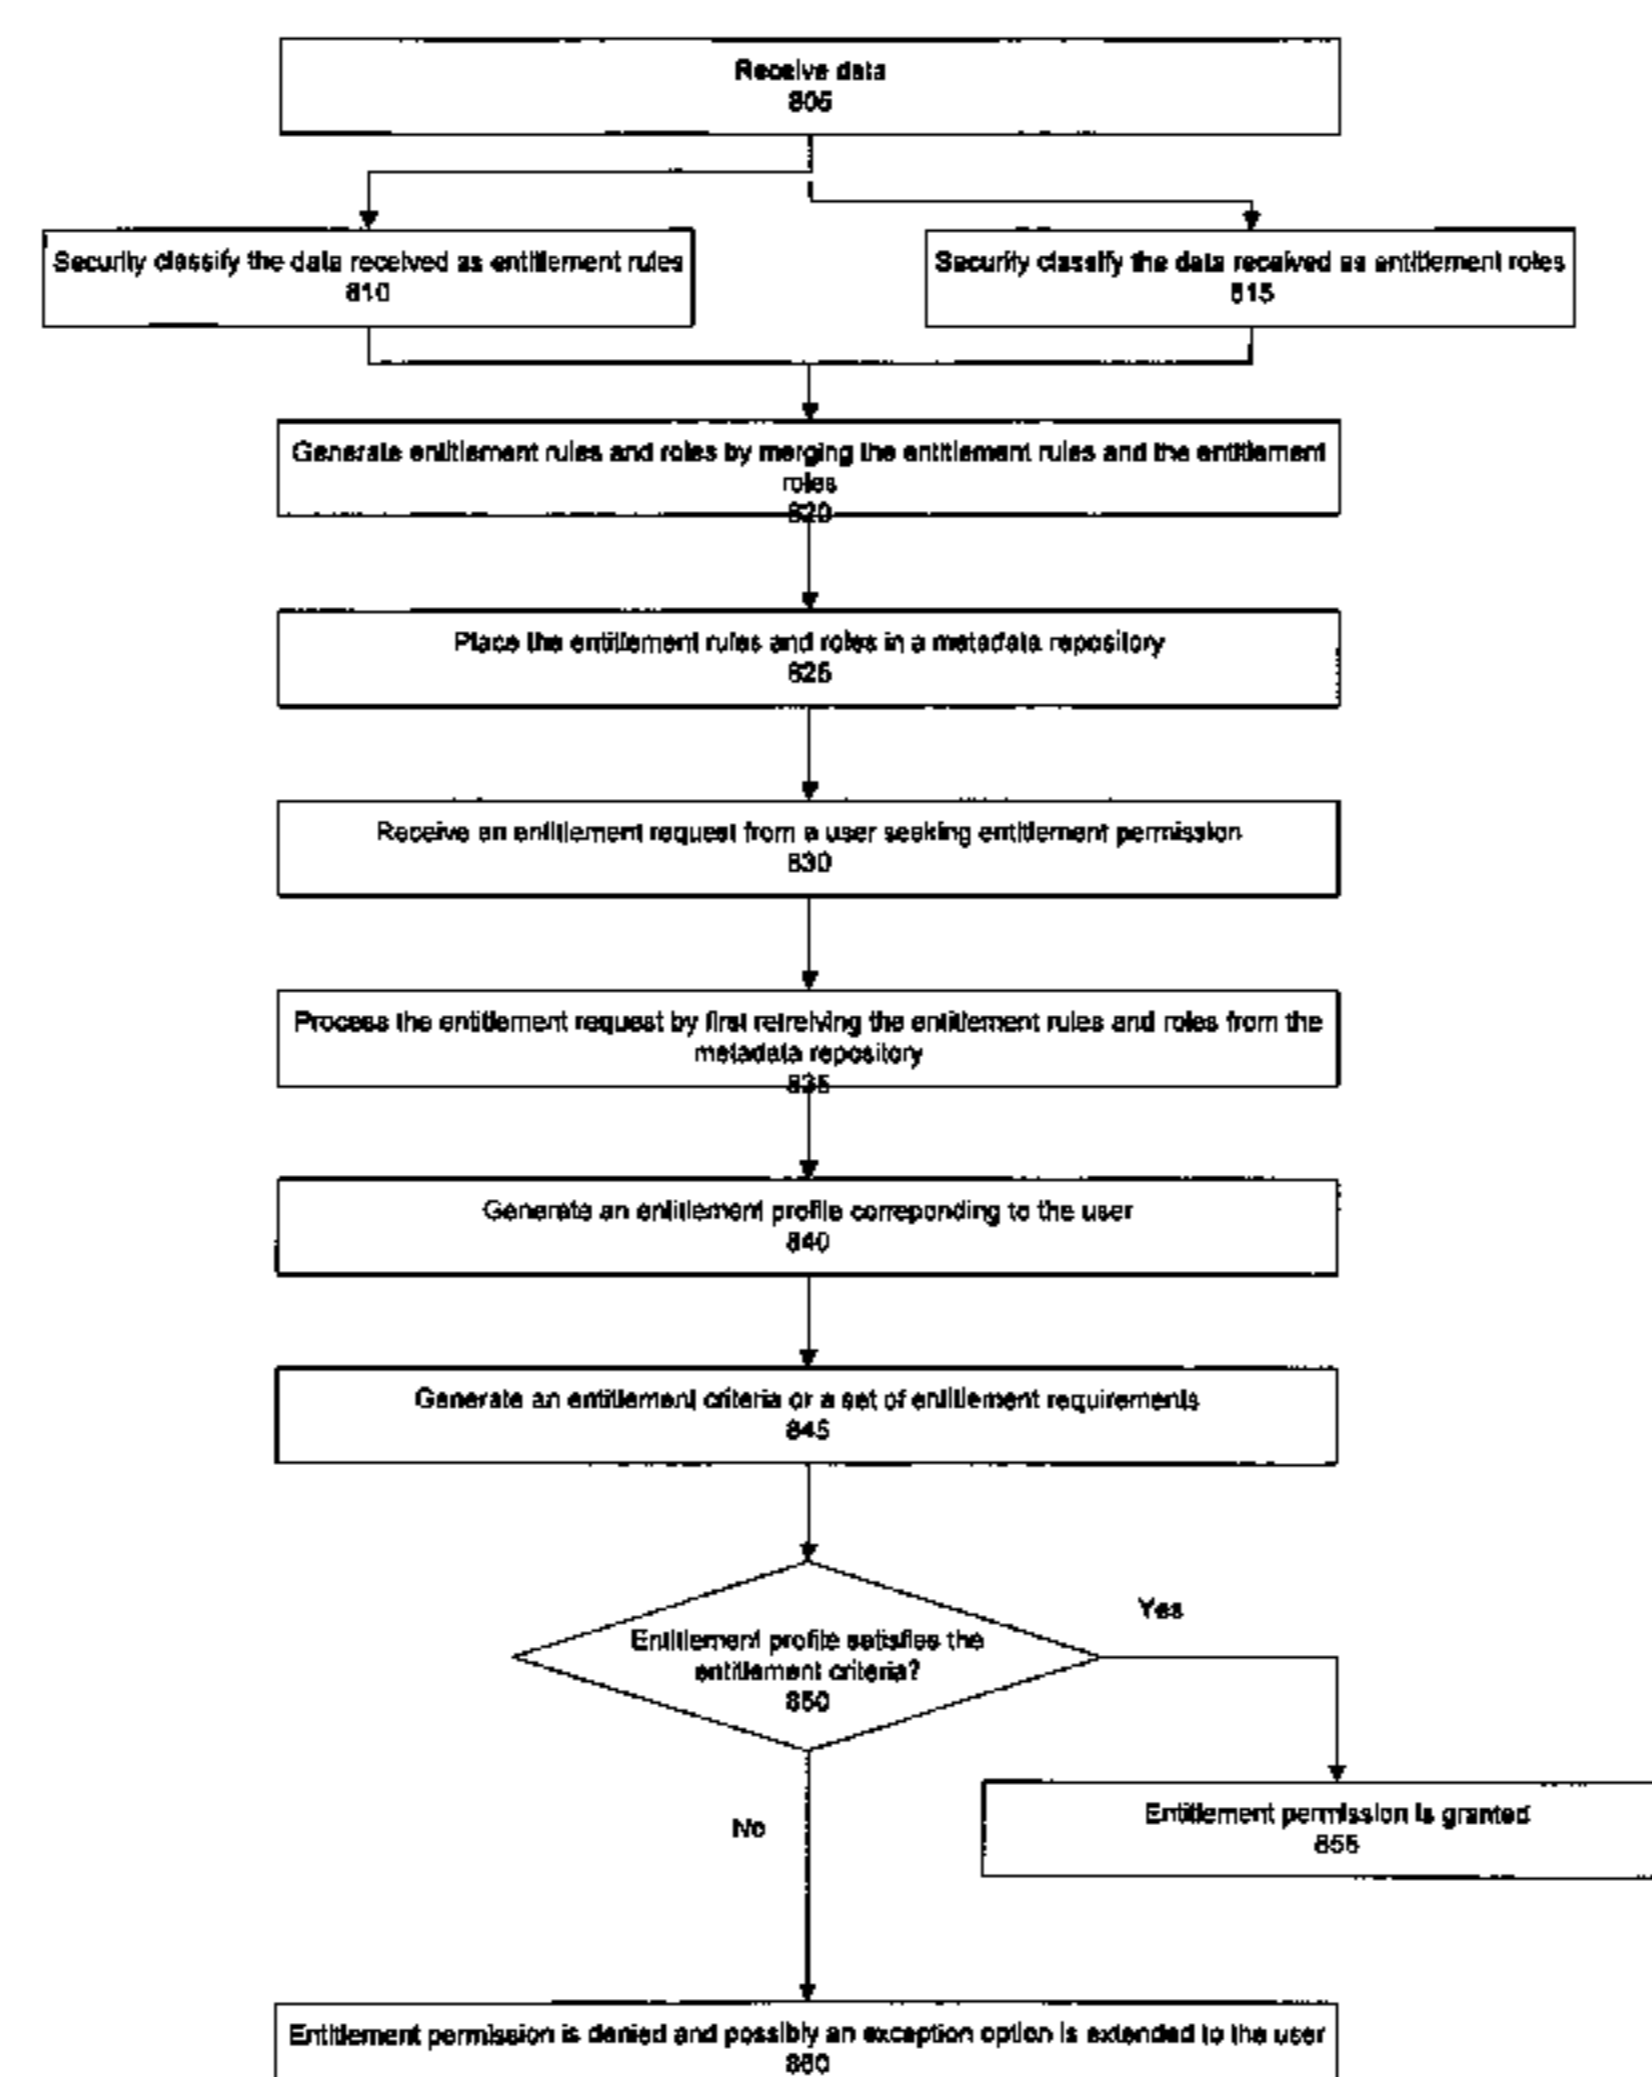 Receive data
805
Security classify the data received as entitlement rules
810
Security classify the data received as entitlement roles
815
Generate entitlement rules and roles by merging the entitlement rules and the entitlement
roles
820
Place the entitlement rules and roles in a metadata repository
825
Receive an entitlement request from a user seeking entitlement permission
830
Process the entitlement request by first retreiving the entitlement rules and roles from the
metadata repository
835
Generate an entitlement profile correponding to the user
840
Generate an entitlement criteria or a set of entitlement requirements
845
Entitlement profile satisfies the
entitlement criteria?
850
Yes
No
Entitlement permission is granted
855
Entitlement permission is denied and possibly an exception option is extended to the user
860